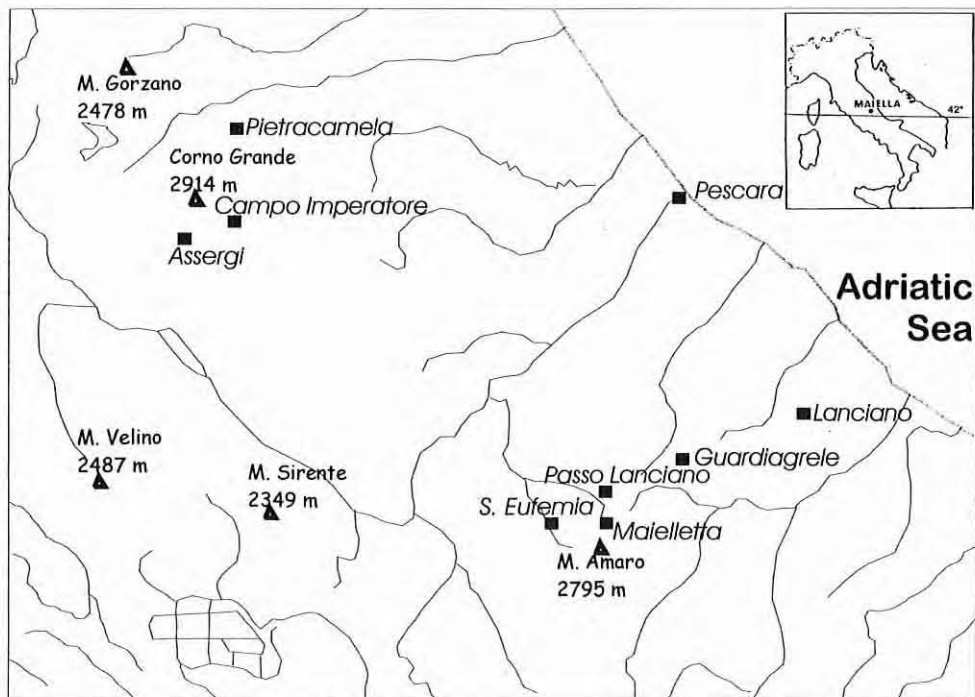 M. Gorzano
2478 m
Pietracamela
Corno Grande
2914 m
Campo Imperatore
Assergi
Pescara
MAIELLA
42°
Adriatic
Sea
M. Velino
2487 m
M. Sirente
2349 m
Lanciano
Guardiagrele
Passo Lanciano
S. Eufemia
Maielletta
M. Amaro
2795 m